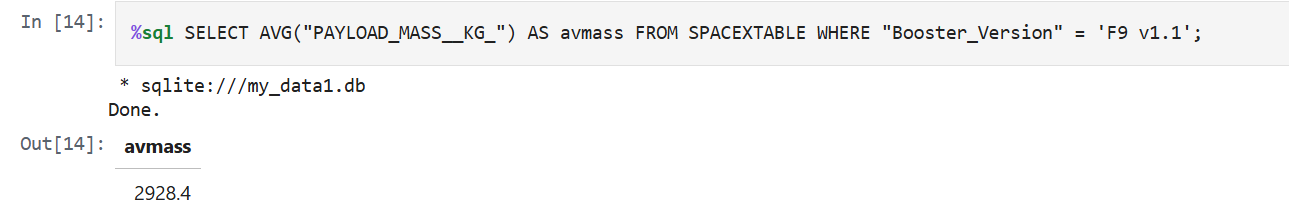 In [14]: %sql SELECT AVG("PAYLOAD_MASS__KG_") AS avmass FROM SPACEXTABLE WHERE "Booster_Version" = 'F9 v1.1';
* sqlite:///my_data1.db
Done.
Out[14]: avmass
2928.4